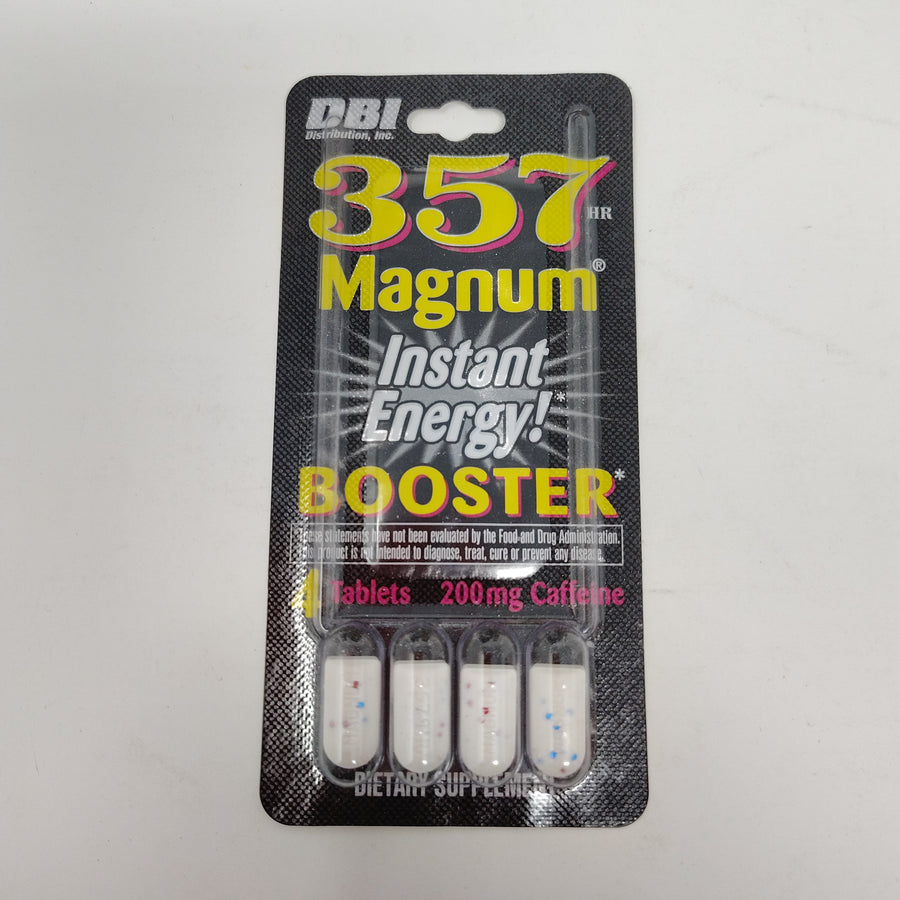 DBI
Distribution, Inc.
357 HR
Magnum®
Instant
Energy!*
BOOSTER*
statements have not been evaluated by the Food and Drug Administration.
product is not intended to diagnose, treat, cure or prevent any disease.
4 Tablets 200mg Caffeine
DIETARY SUPPLEMENT